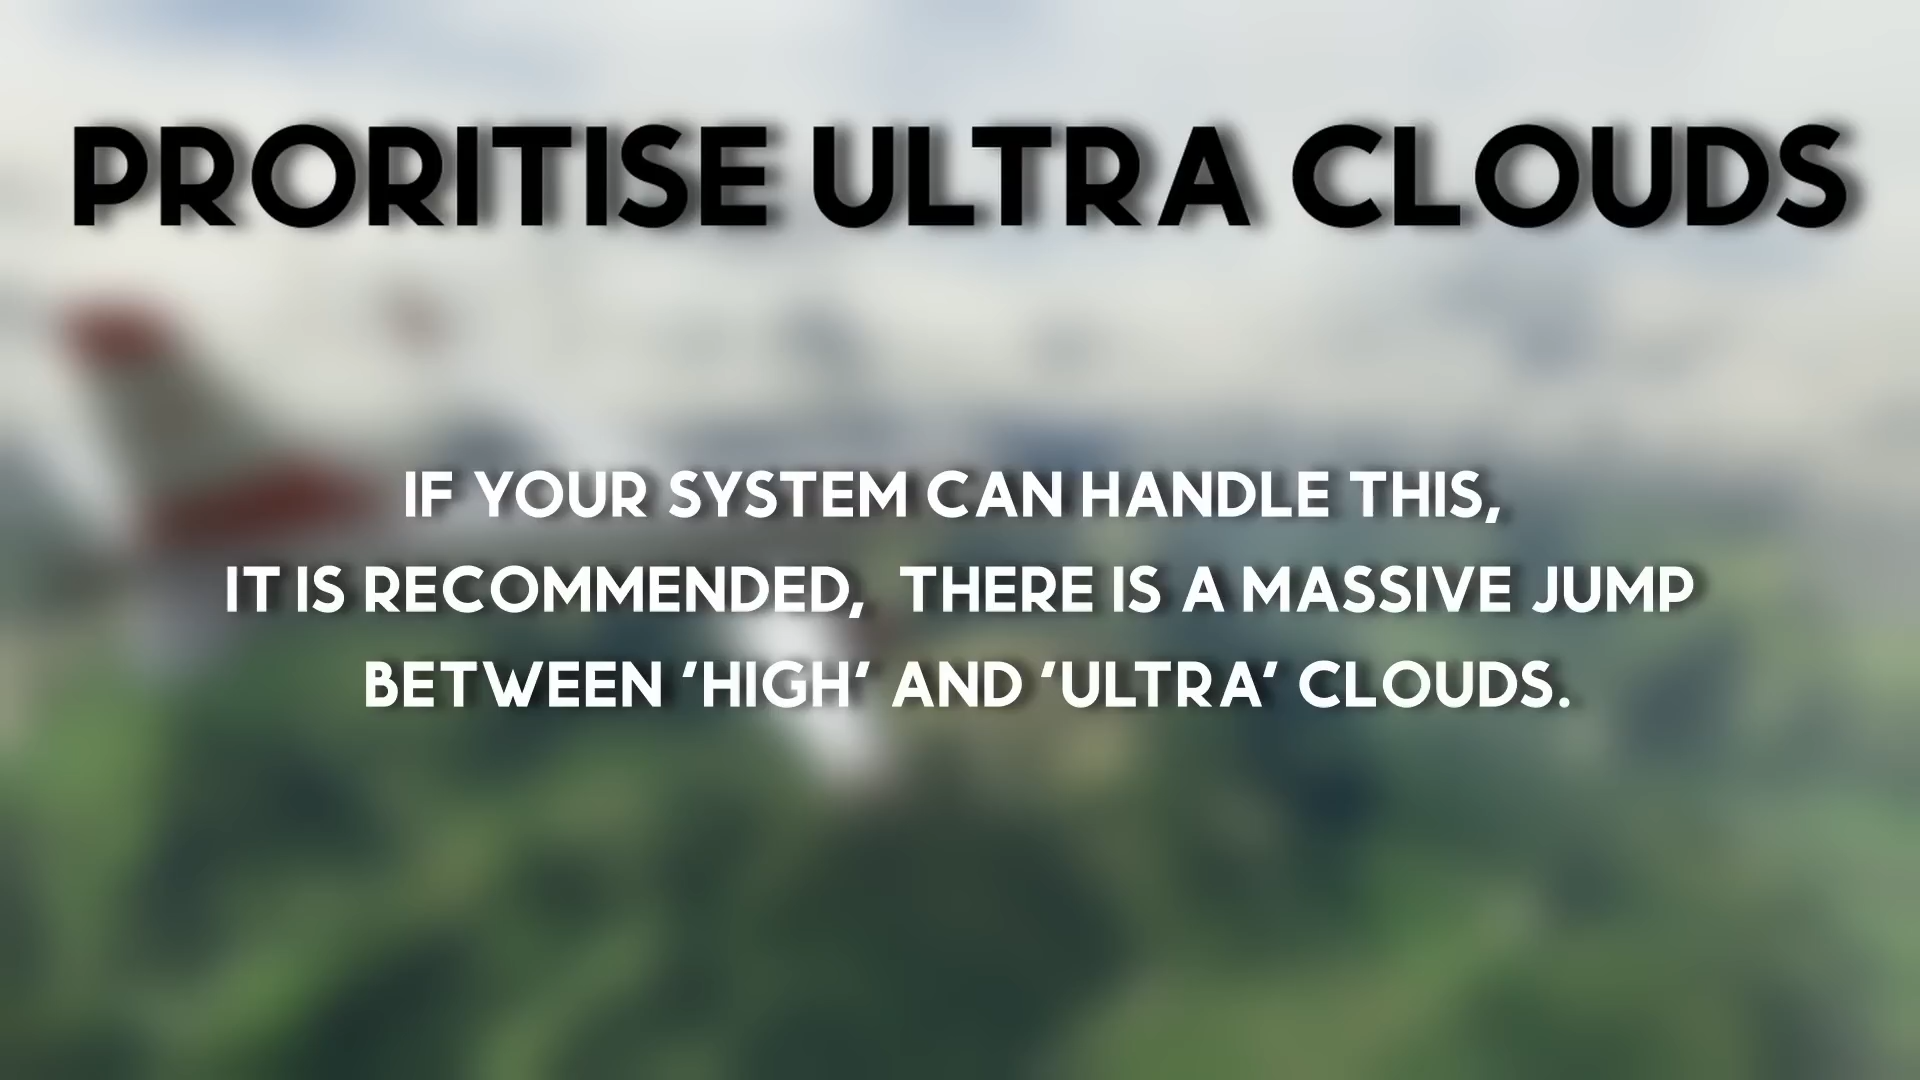 PRORITISE ULTRA CLOUDS
IF YOUR SYSTEM CAN HANDLE THIS,
IT IS RECOMMENDED, THERE IS A MASSIVE JUMP
BETWEEN ‘HIGH’ AND ‘ULTRA’ CLOUDS.